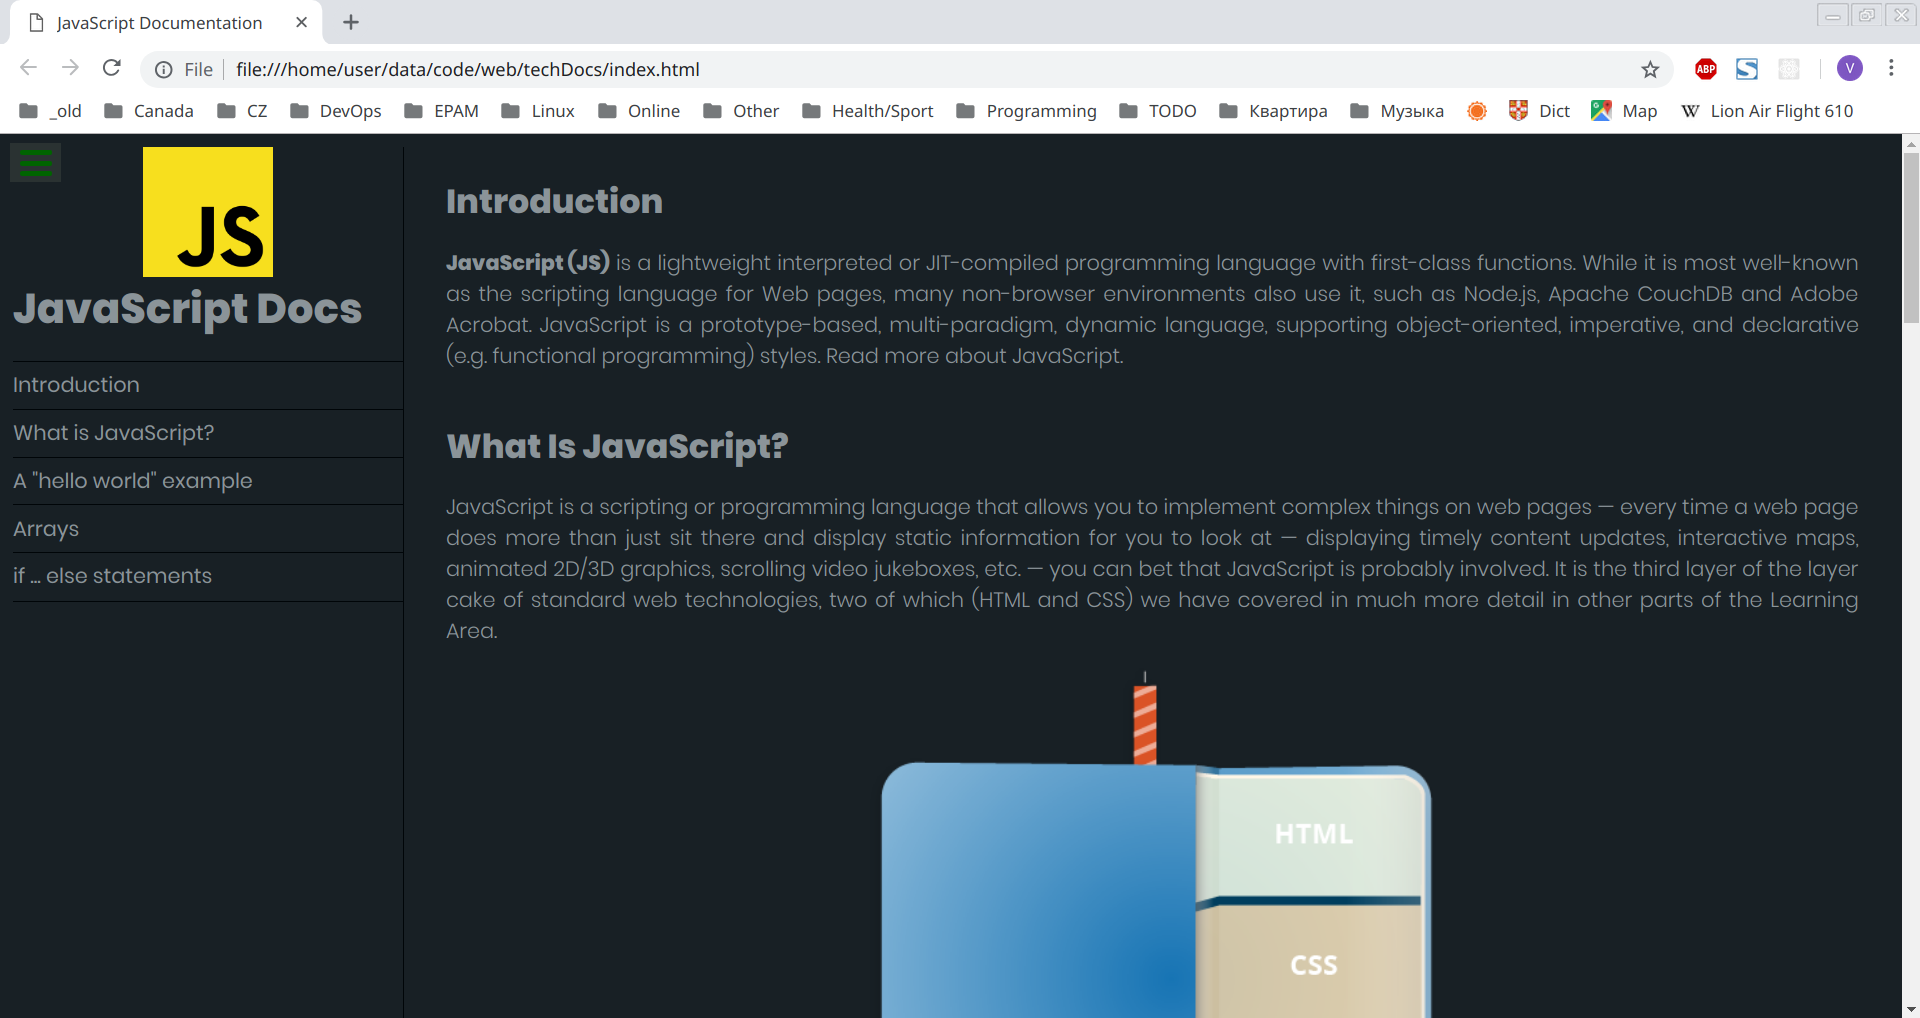 JavaScript Documentation
File file:///home/user/data/code/web/techDocs/index.html
ABP
V
_old Canada CZ DevOps EPAM Linux Online Other Health/Sport Programming TODO Квартира Музыка Dict Map W Lion Air Flight 610
JS
JavaScript Docs
Introduction
What is JavaScript?
A "hello world" example
Arrays
if ... else statements
Introduction
JavaScript (JS) is a lightweight interpreted or JIT-compiled programming language with first-class functions. While it is most well-known
as the scripting language for Web pages, many non-browser environments also use it, such as Node.js, Apache CouchDB and Adobe
Acrobat. JavaScript is a prototype-based, multi-paradigm, dynamic language, supporting object-oriented, imperative, and declarative
(e.g. functional programming) styles. Read more about JavaScript.
What Is JavaScript?
JavaScript is a scripting or programming language that allows you to implement complex things on web pages — every time a web page
does more than just sit there and display static information for you to look at — displaying timely content updates, interactive maps,
animated 2D/3D graphics, scrolling video jukeboxes, etc. — you can bet that JavaScript is probably involved. It is the third layer of the layer
cake of standard web technologies, two of which (HTML and CSS) we have covered in much more detail in other parts of the Learning
Area.
HTML
CSS